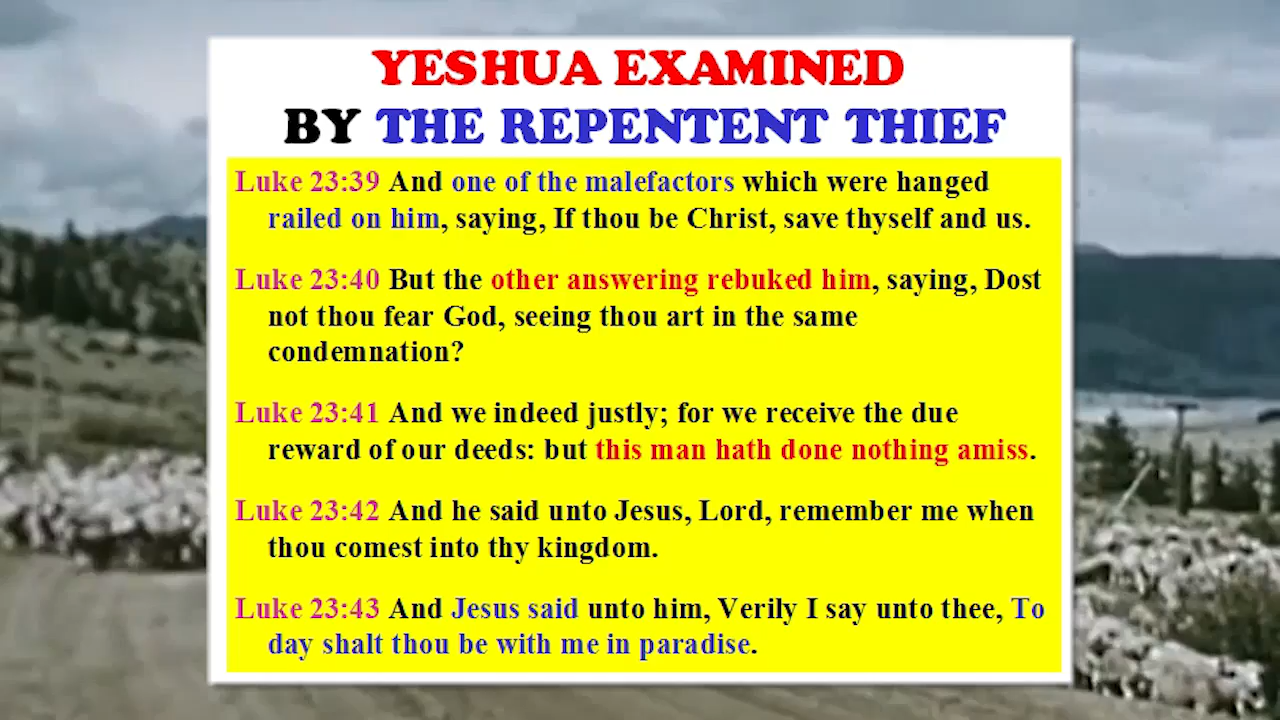 YESHUA EXAMINED
BY THE REPENTENT THIEF
Luke 23:39 And one of the malefactors which were hanged
railed on him, saying, If thou be Christ, save thyself and us.
Luke 23:40 But the other answering rebuked him, saying, Dost
not thou fear God, seeing thou art in the same
condemnation?
Luke 23:41 And we indeed justly; for we receive the due
reward of our deeds: but this man hath done nothing amiss.
Luke 23:42 And he said unto Jesus, Lord, remember me when
thou comest into thy kingdom.
Luke 23:43 And Jesus said unto him, Verily I say unto thee, To
day shalt thou be with me in paradise.